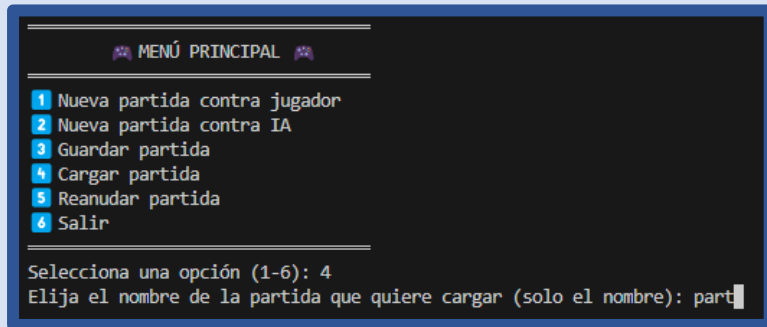 🎮 MENÚ PRINCIPAL 🎮
1 Nueva partida contra jugador
2 Nueva partida contra IA
3 Guardar partida
4 Cargar partida
5 Reanudar partida
6 Salir
Selecciona una opción (1-6): 4
Elija el nombre de la partida que quiere cargar (solo el nombre): part